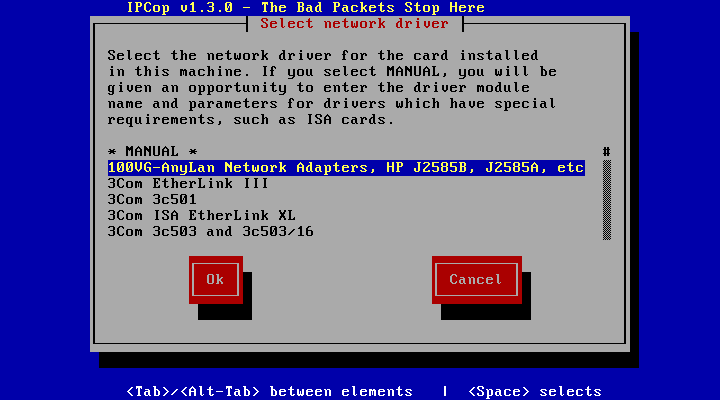 IPCop v1.3.0 - The Bad Packets Stop Here
Select network driver
Select the network driver for the card installed
in this machine. If you select MANUAL, you will be
given an opportunity to enter the driver module
name and parameters for drivers which have special
requirements, such as ISA cards.
* MANUAL * #
100VG-AnyLan Network Adapters, HP J2585B, J2585A, etc
3Com EtherLink III
3Com 3c501
3Com ISA EtherLink XL
3Com 3c503 and 3c503/16
Ok Cancel
<Tab>/<Alt-Tab> between elements | <Space> selects